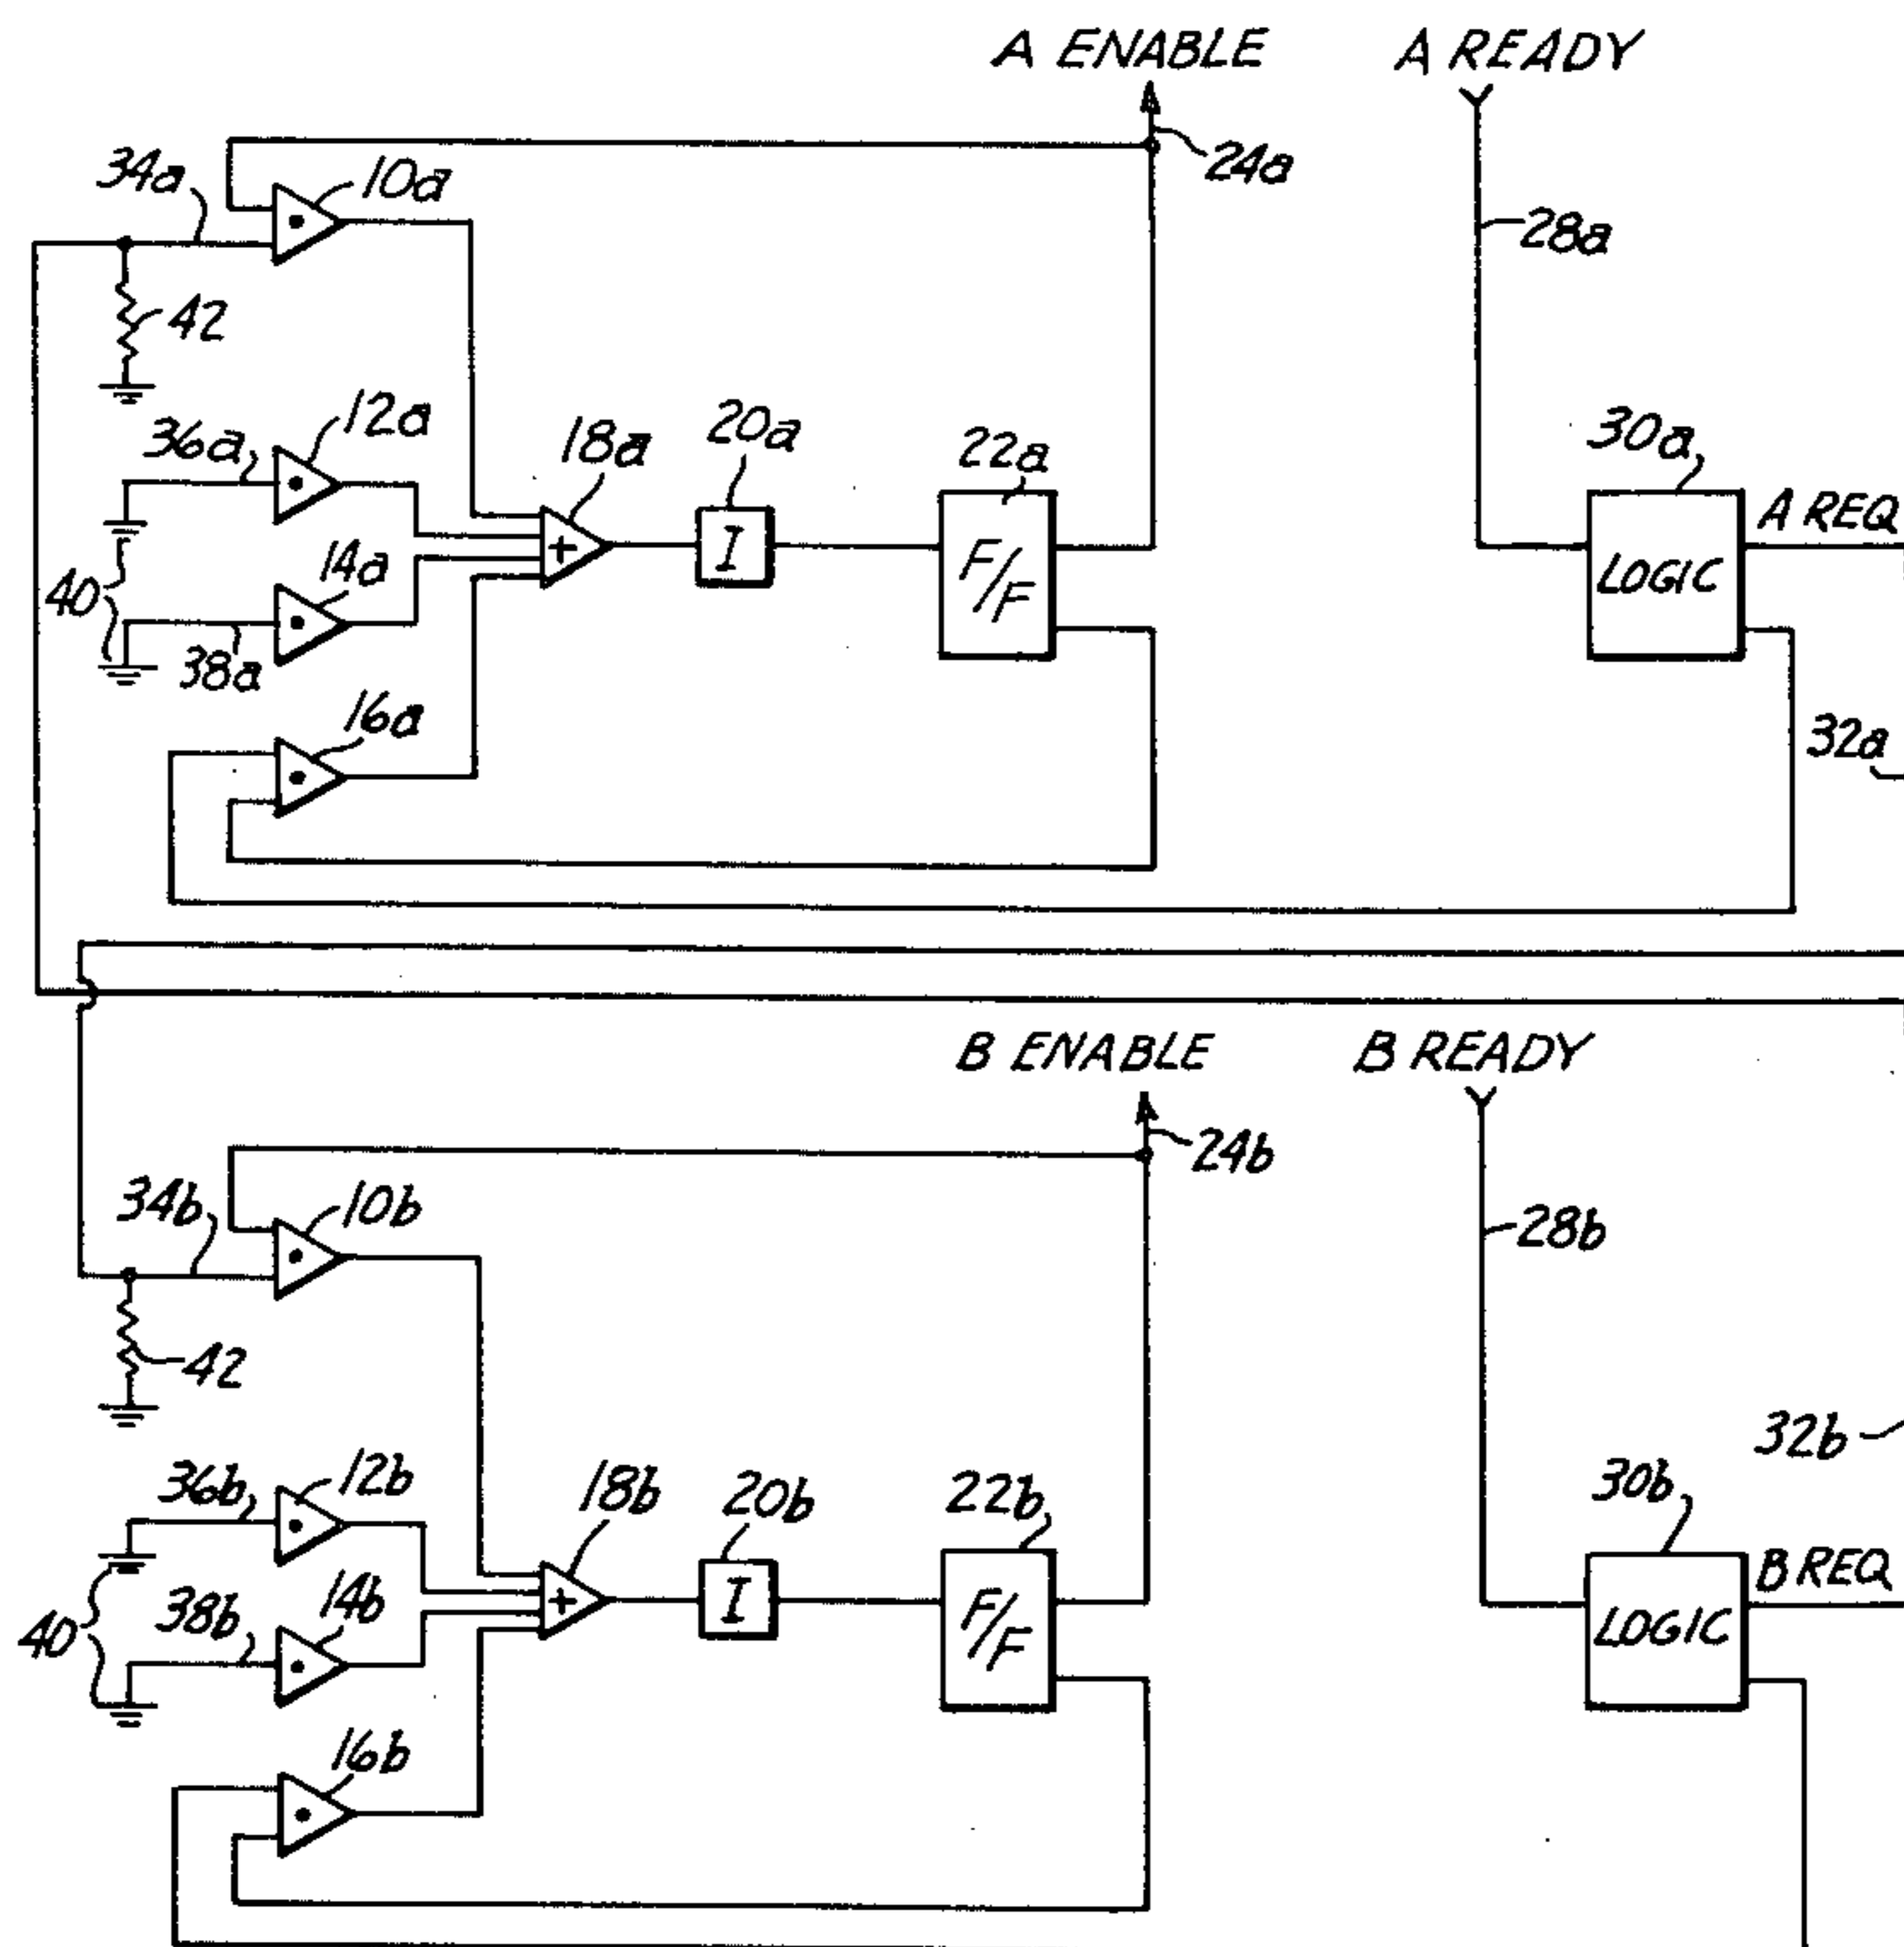 A ENABLE
A READY
34a
10a
24a
28a
42
36a
12a
18a
20a
22a
30a
A REQ
I
F/F
LOGIC
40
14a
38a
16a
32a
B ENABLE
B READY
34b
10b
24b
28b
42
36b
12b
18b
20b
22b
30b
32b
B REQ
I
F/F
LOGIC
40
38b
14b
16b